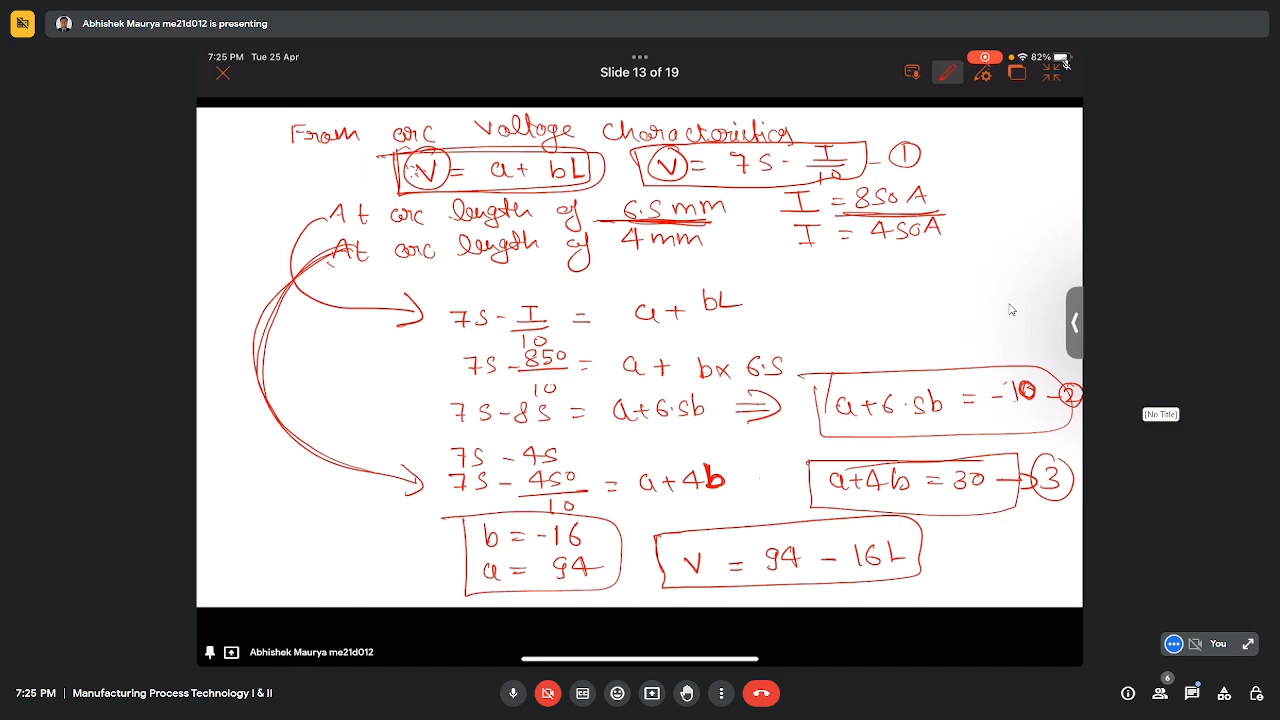 Abhishek Maurya me21d012 is presenting
7:25 PM Tue 25 Apr
82%
Slide 13 of 19
From arc voltage characteristics
V = a + bL
V = 75 - I/10 - 1
At arc length of 6.5 mm I = 850A
At arc length of 4 mm I = 450A
75 - I/10 = a + bL
75 - 850/10 = a + b× 6.5
75 - 85 = a+6.5b ⇒ a+6.5b = -10 - 2
75 - 45
75 - 450/10 = a+4b
a+4b = 30 → 3
b = -16
a = 94
V = 94 - 16L
[No Title]
Abhishek Maurya me21d012
You
7:25 PM | Manufacturing Process Technology I & II
6